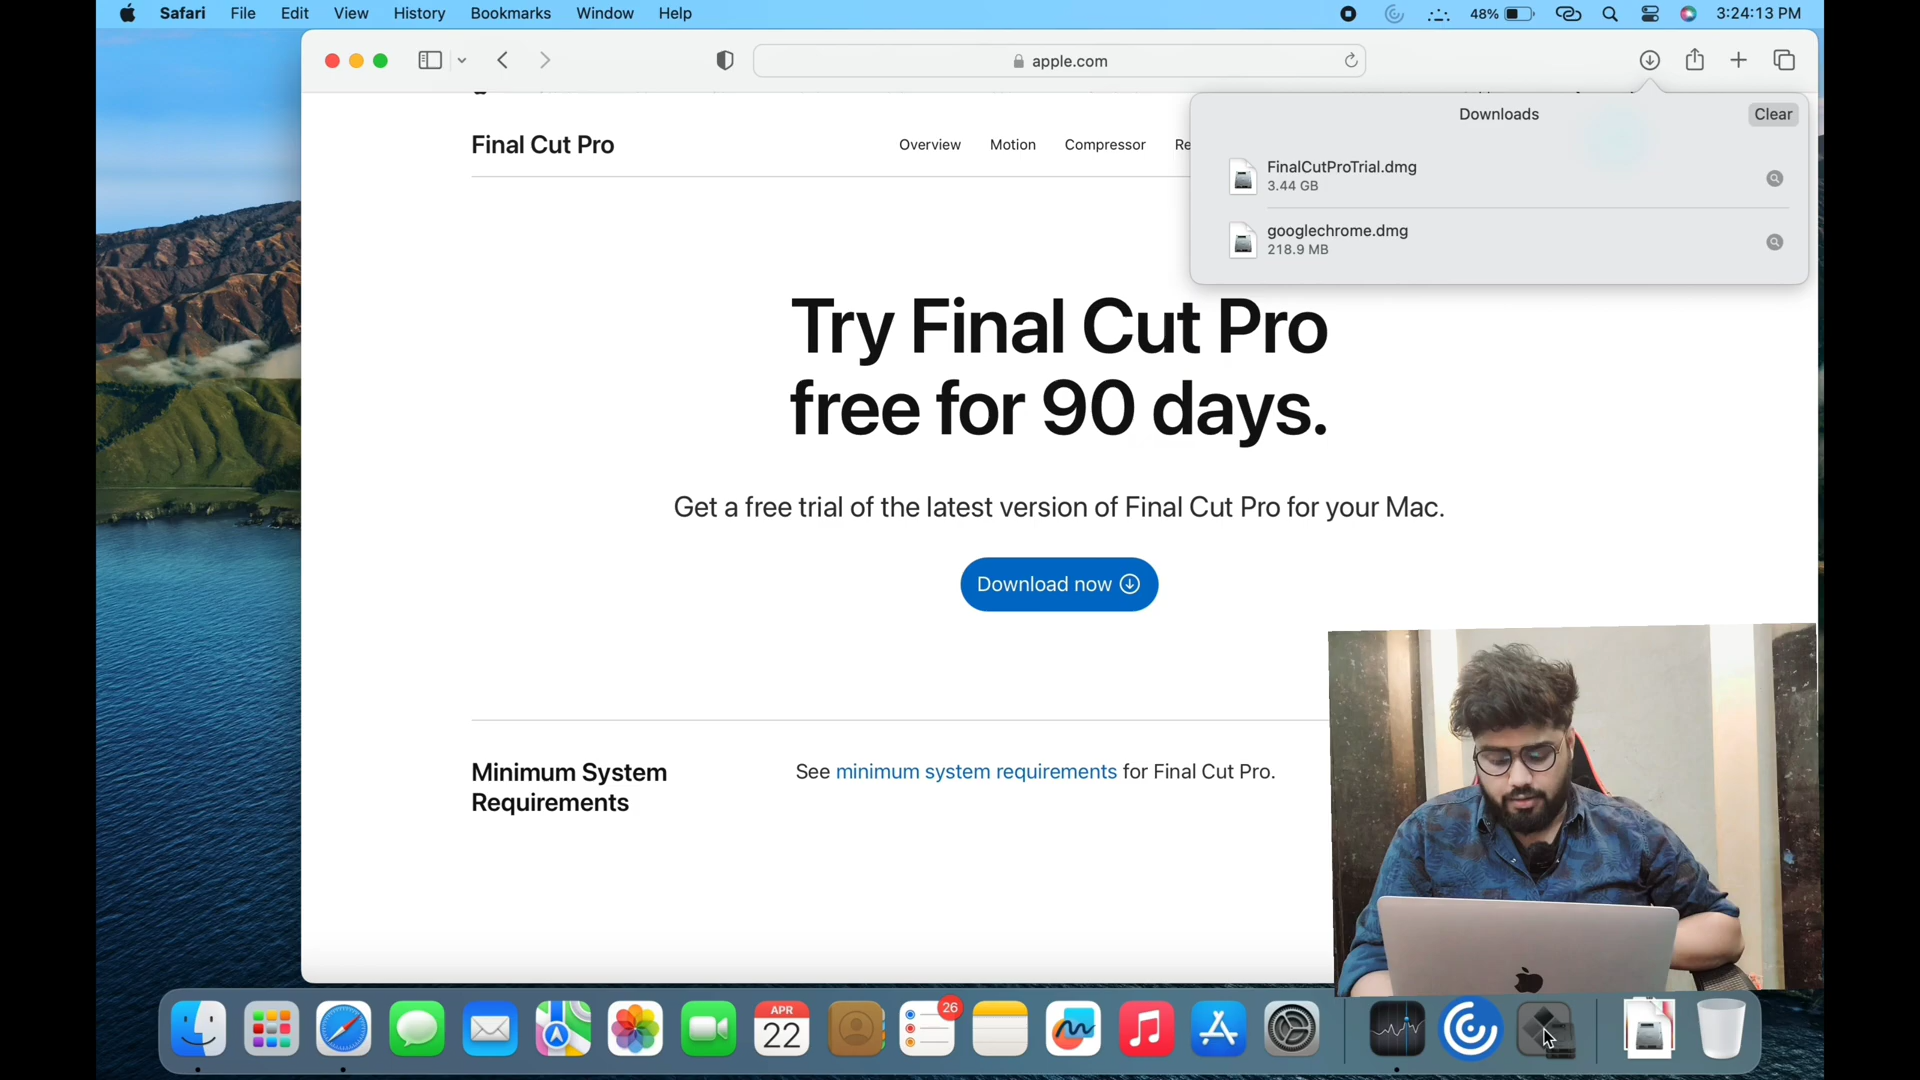 Safari File Edit View History Bookmarks Window Help 48% 3:24:13 PM
apple.com
Downloads Clear
Final Cut Pro
Overview Motion Compressor Re
FinalCutProTrial.dmg
3.44 GB
googlechrome.dmg
218.9 MB
Try Final Cut Pro
free for 90 days.
Get a free trial of the latest version of Final Cut Pro for your Mac.
Download now
Minimum System
Requirements
See minimum system requirements for Final Cut Pro.
APR
22
26